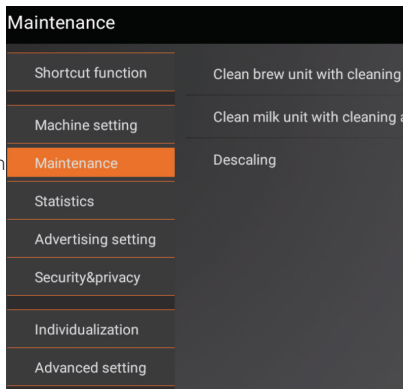 Maintenance
Shortcut function
Machine setting
Maintenance
Statistics
Advertising setting
Security&privacy
Individualization
Advanced setting
Clean brew unit with cleaning
Clean milk unit with cleaning
Descaling